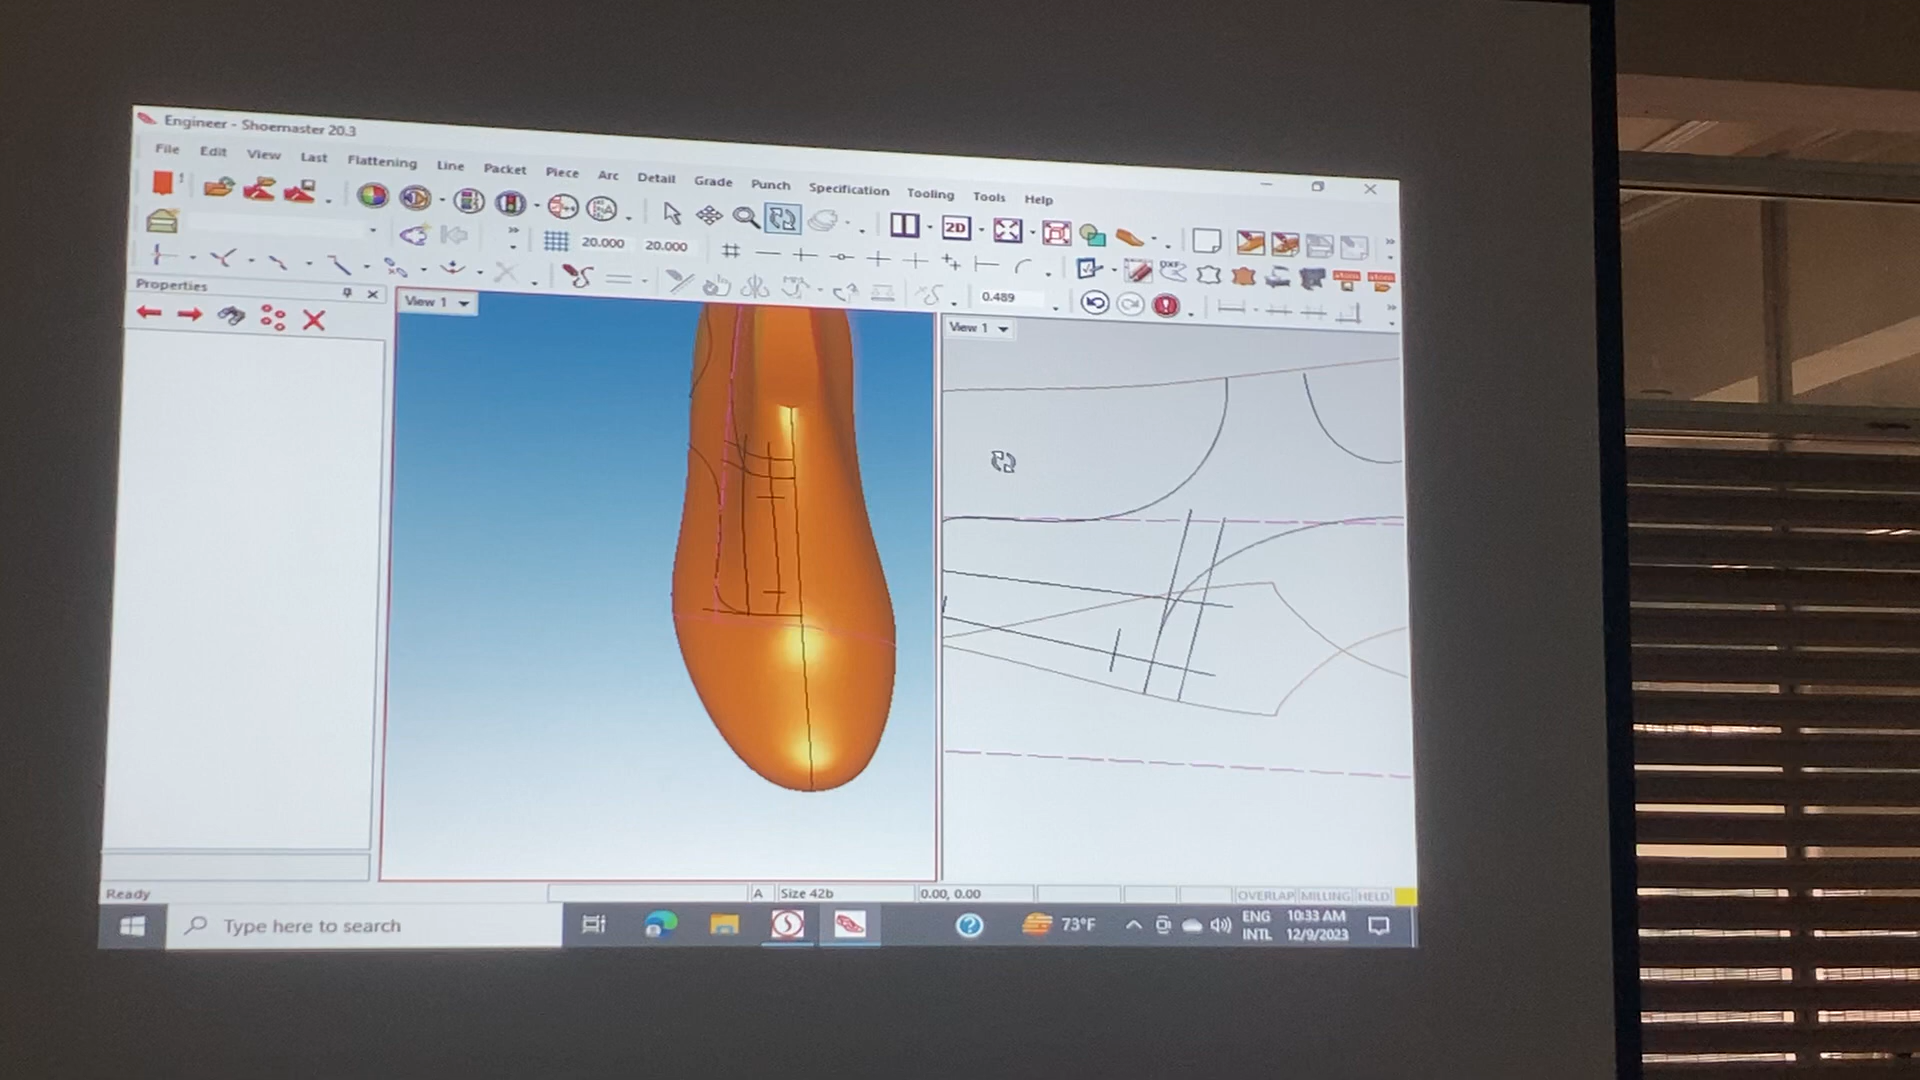 Engineer - Shoemaster 20.3
File Edit View Last Flattening Line Packet Piece Arc Detail Grade Punch Specification Tooling Tools Help
2D
20.000 20.000
DXF
0.489
Properties
View 1
View 1
Ready
A Size 42b 0.00, 0.00 OVERLAP MILLING HELD
Type here to search
73°F
ENG 10:33 AM
INTL 12/9/2023